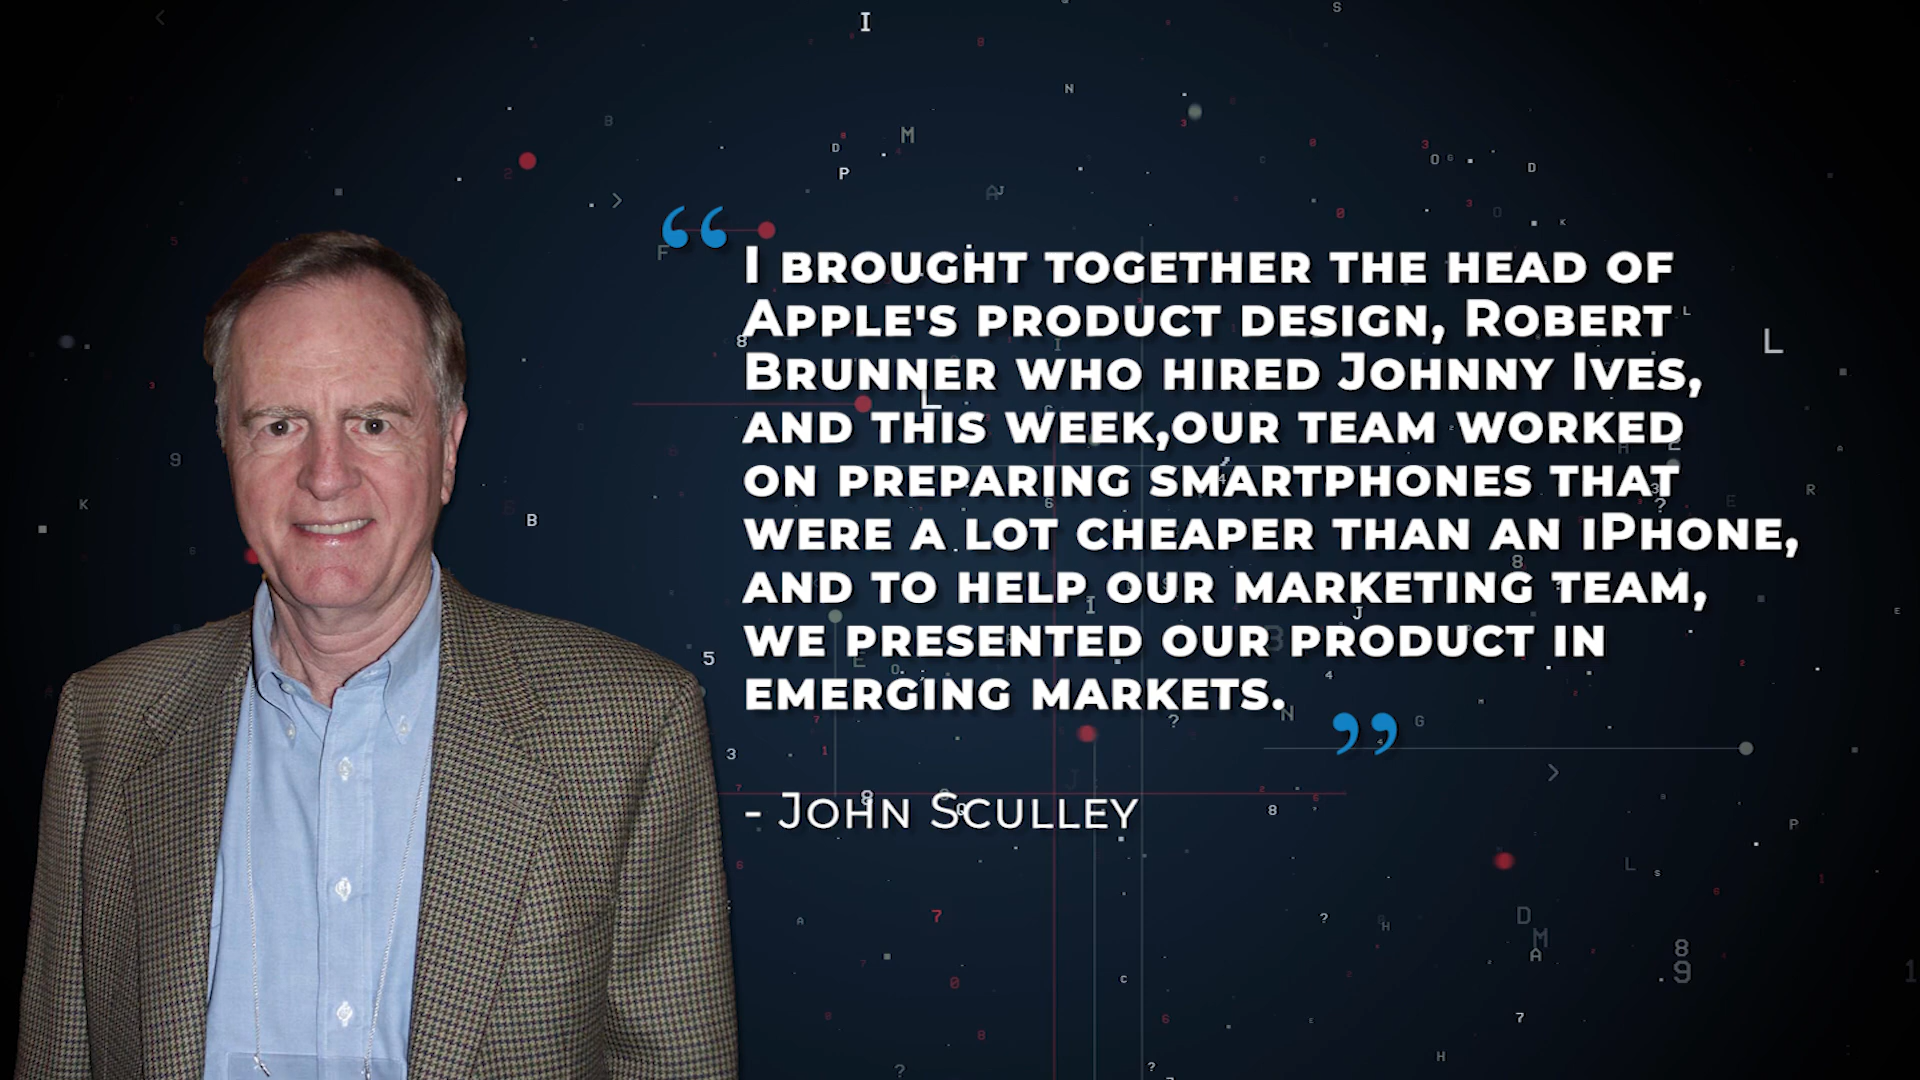 “I BROUGHT TOGETHER THE HEAD OF
APPLE'S PRODUCT DESIGN, ROBERT
BRUNNER WHO HIRED JOHNNY IVES,
AND THIS WEEK,OUR TEAM WORKED
ON PREPARING SMARTPHONES THAT
WERE A LOT CHEAPER THAN AN iPHONE,
AND TO HELP OUR MARKETING TEAM,
WE PRESENTED OUR PRODUCT IN
EMERGING MARKETS.”
- JOHN SCULLEY